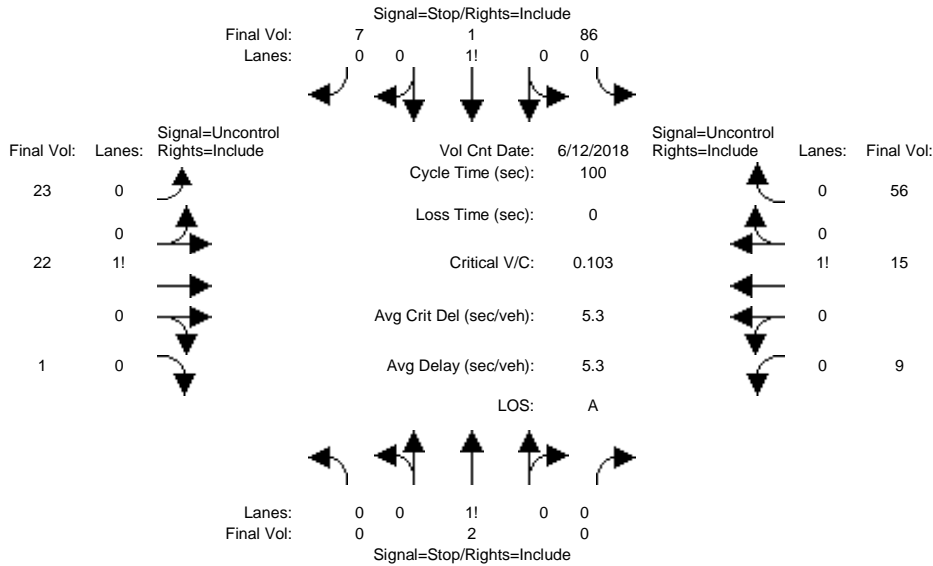 Signal=Stop/Rights=Include
Final Vol: 7 1 86
Lanes: 0 0 1! 0 0
Signal=Uncontrol Signal=Uncontrol
Final Vol: Lanes: Rights=Include Vol Cnt Date: 6/12/2018 Rights=Include Lanes: Final Vol:
Cycle Time (sec): 100
23 0 0 56
Loss Time (sec): 0
0 0
22 1! Critical V/C: 0.103 1! 15
0 Avg Crit Del (sec/veh): 5.3 0
1 0 Avg Delay (sec/veh): 5.3 0 9
LOS: A
Lanes: 0 0 1! 0 0
Final Vol: 0 2 0
Signal=Stop/Rights=Include